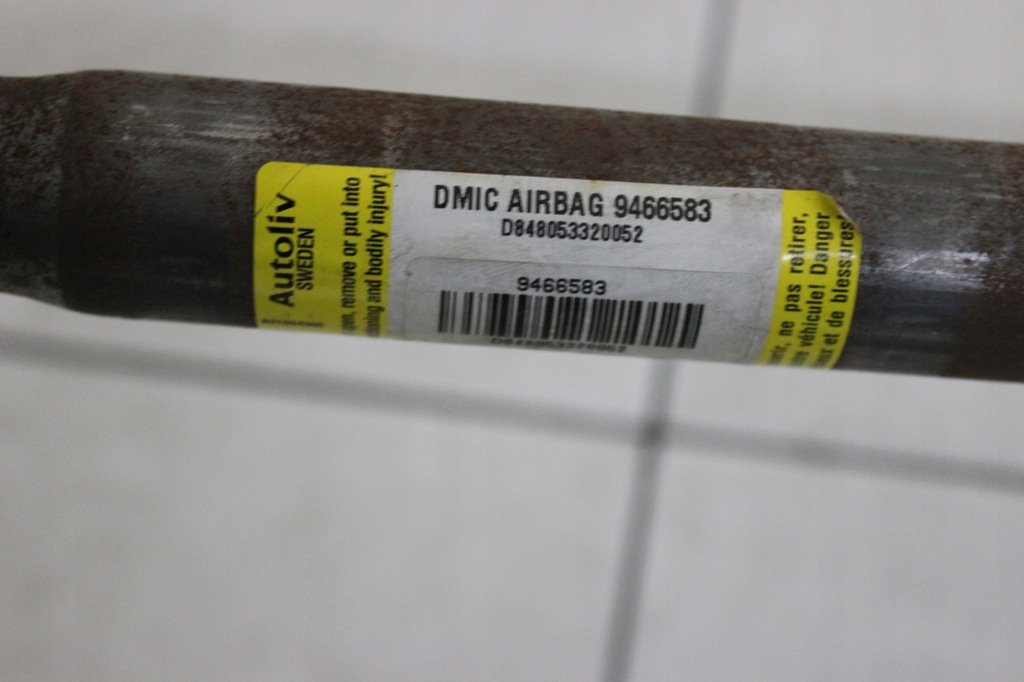 Autoliv
SWEDEN
remove or put into
and bodily injury!
DMIC AIRBAG 9466583
D848053320052
9466583
D848053320052
ne pas retirer,
véhicule! Danger
et de blessures!